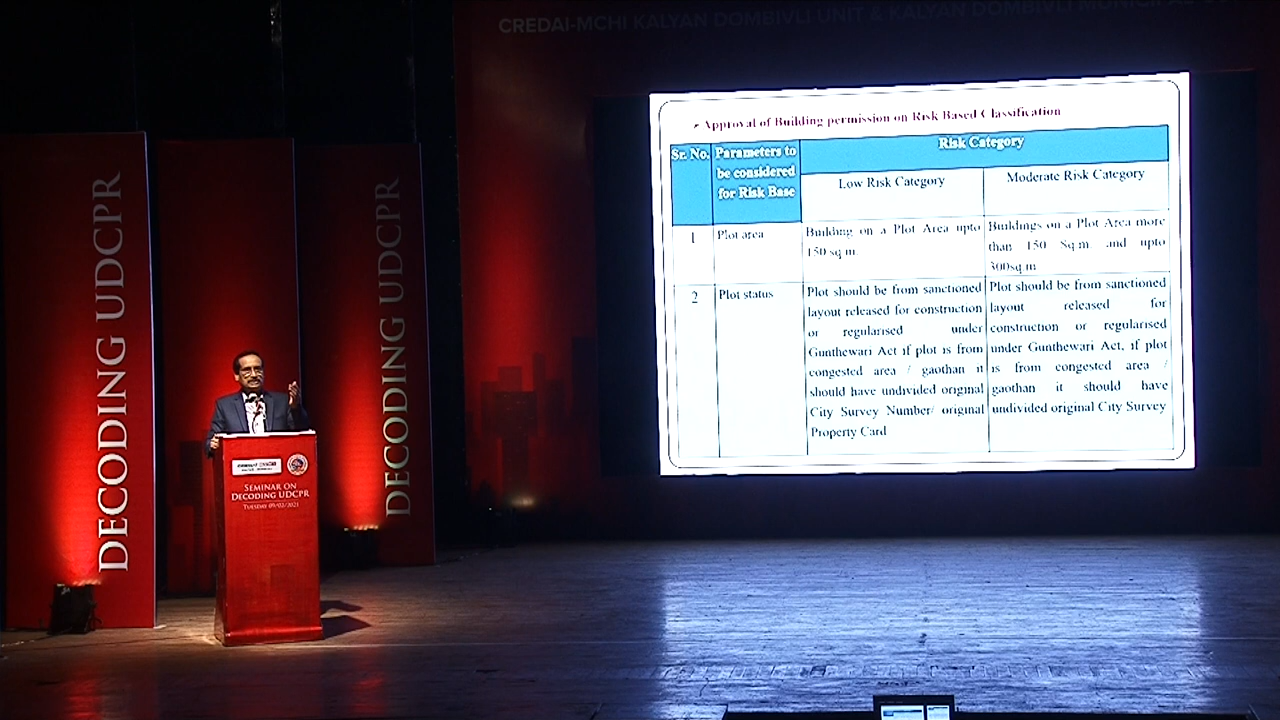 CREDAI-MCHI KALYAN DOMBIVLI UNIT & KALYAN DOMBIVLI MUNICIPAL
DECODING UDCPR
DECODING UDCPR
SEMINAR ON
DECODING UDCPR
TUESDAY 09/02/2021
Approval of Building permission on Risk Based Classification
Sr. No.
Parameters to
be considered
for Risk Base
Risk Category
Low Risk Category
Moderate Risk Category
1
Plot area
Building on a Plot Area upto
150 sq.m.
Buildings on a Plot Area more
than 150 Sq.m. and upto
300sq.m
2
Plot status
Plot should be from sanctioned
layout released for construction
or regularised under
Gunthewari Act if plot is from
congested area / gaothan it
should have undivided original
City Survey Number/ original
Property Card
Plot should be from sanctioned
layout released for
construction or regularised
under Gunthewari Act, if plot
is from congested area /
gaothan it should have
undivided original City Survey